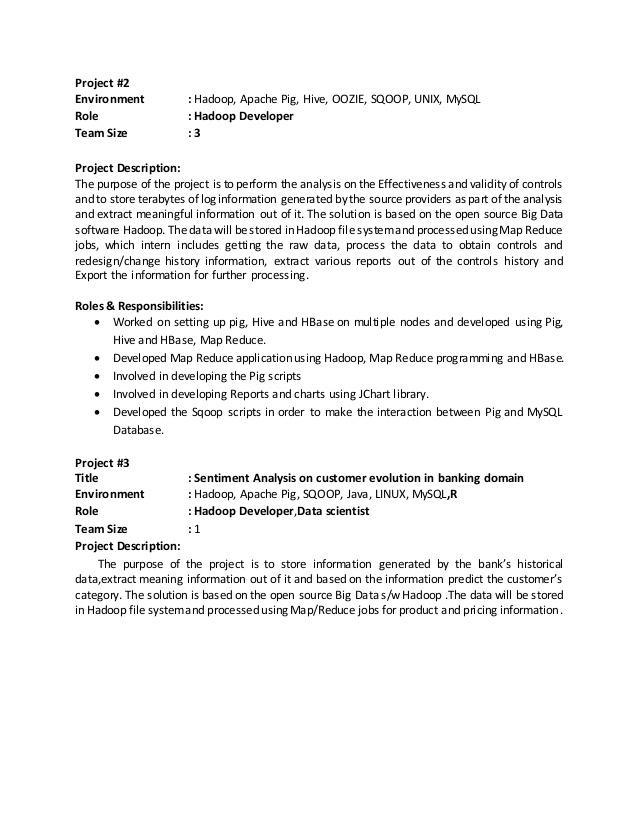 Project #2
Environment : Hadoop, Apache Pig, Hive, OOZIE, SQOOP, UNIX, MySQL
Role : Hadoop Developer
Team Size : 3
Project Description:
The purpose of the project is to perform the analysis on the Effectiveness and validity of controls
and to store terabytes of log information generated by the source providers as part of the analysis
and extract meaningful information out of it. The solution is based on the open source Big Data
software Hadoop. The data will be stored in Hadoop file system and processed using Map Reduce
jobs, which intern includes getting the raw data, process the data to obtain controls and
redesign/change history information, extract various reports out of the controls history and
Export the information for further processing.
Roles & Responsibilities:
• Worked on setting up pig, Hive and HBase on multiple nodes and developed using Pig,
Hive and HBase, Map Reduce.
• Developed Map Reduce application using Hadoop, Map Reduce programming and HBase.
• Involved in developing the Pig scripts
• Involved in developing Reports and charts using JChart library.
• Developed the Sqoop scripts in order to make the interaction between Pig and MySQL
Database.
Project #3
Title : Sentiment Analysis on customer evolution in banking domain
Environment : Hadoop, Apache Pig, SQOOP, Java, LINUX, MySQL,R
Role : Hadoop Developer,Data scientist
Team Size : 1
Project Description:
The purpose of the project is to store information generated by the bank’s historical
data,extract meaning information out of it and based on the information predict the customer’s
category. The solution is based on the open source Big Data s/w Hadoop .The data will be stored
in Hadoop file system and processed using Map/Reduce jobs for product and pricing information.